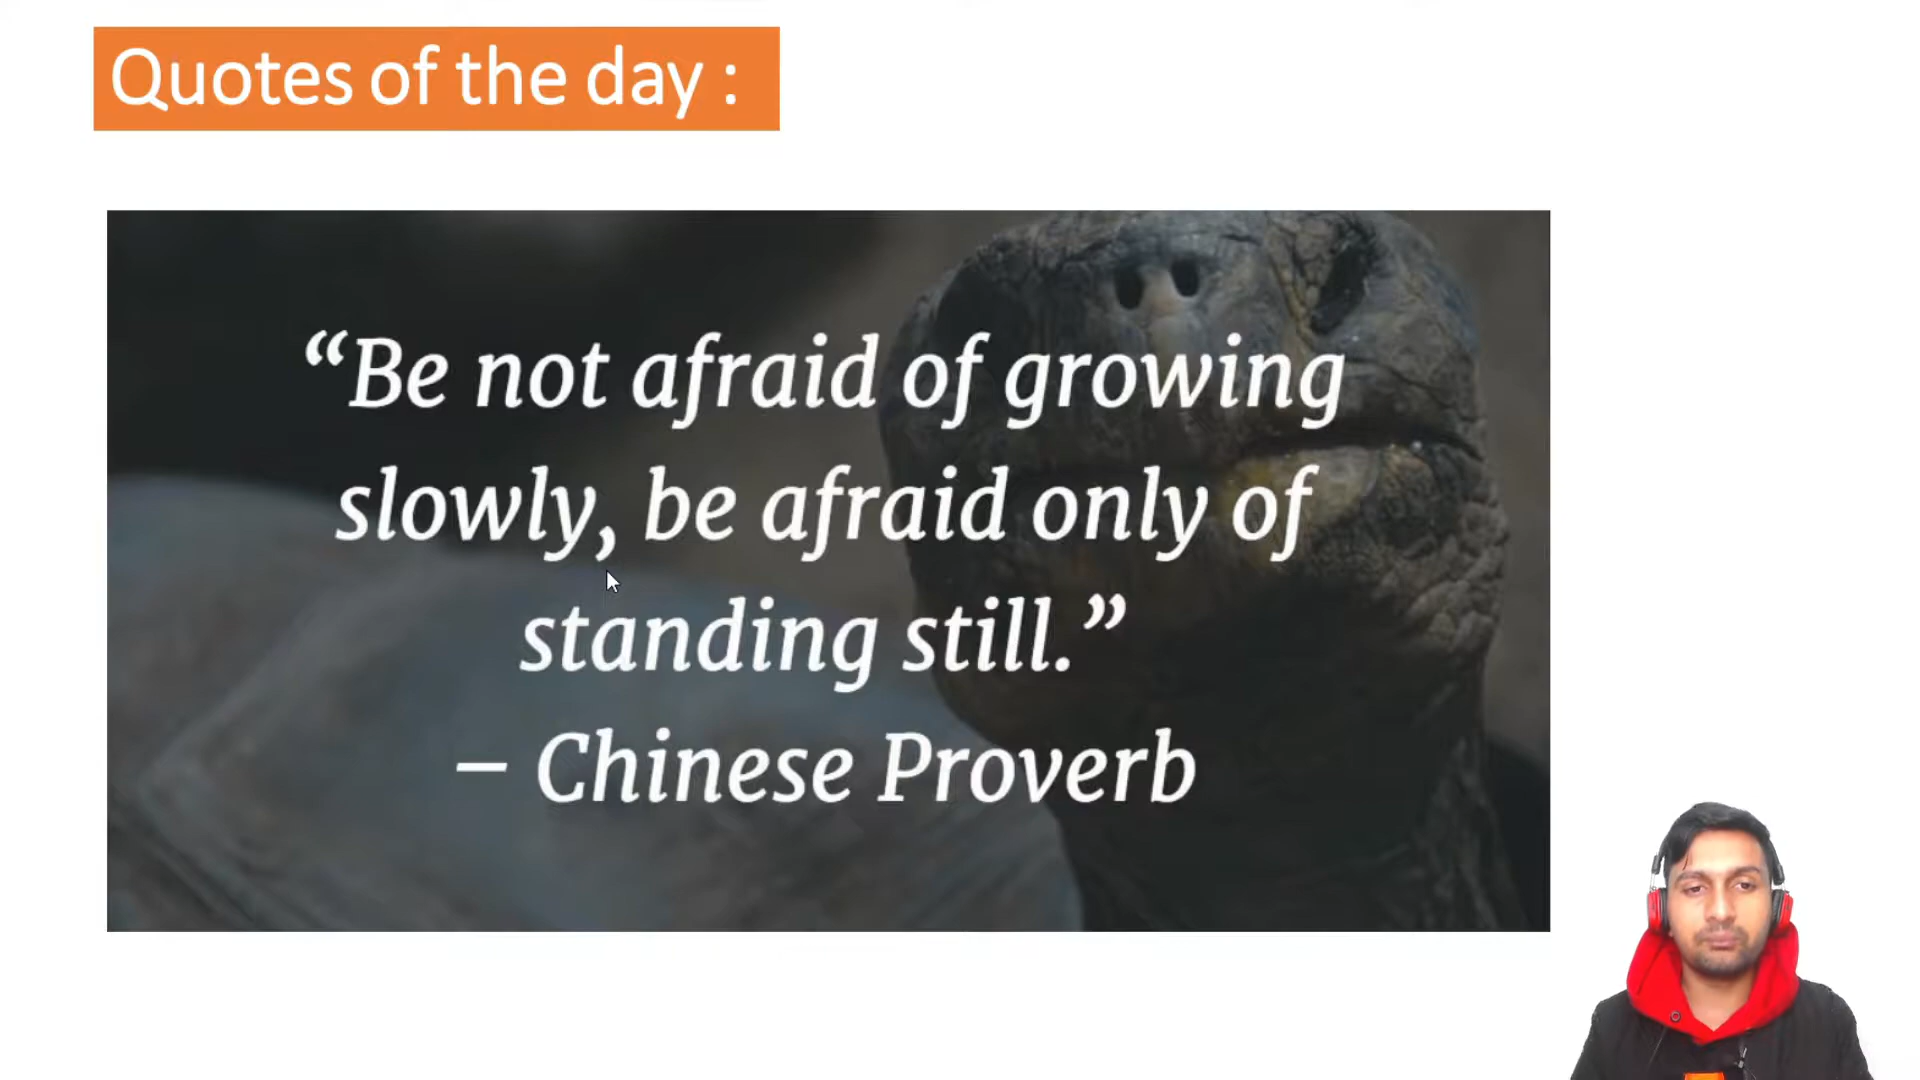 Quotes of the day :
“Be not afraid of growing
slowly, be afraid only of
standing still.”
– Chinese Proverb